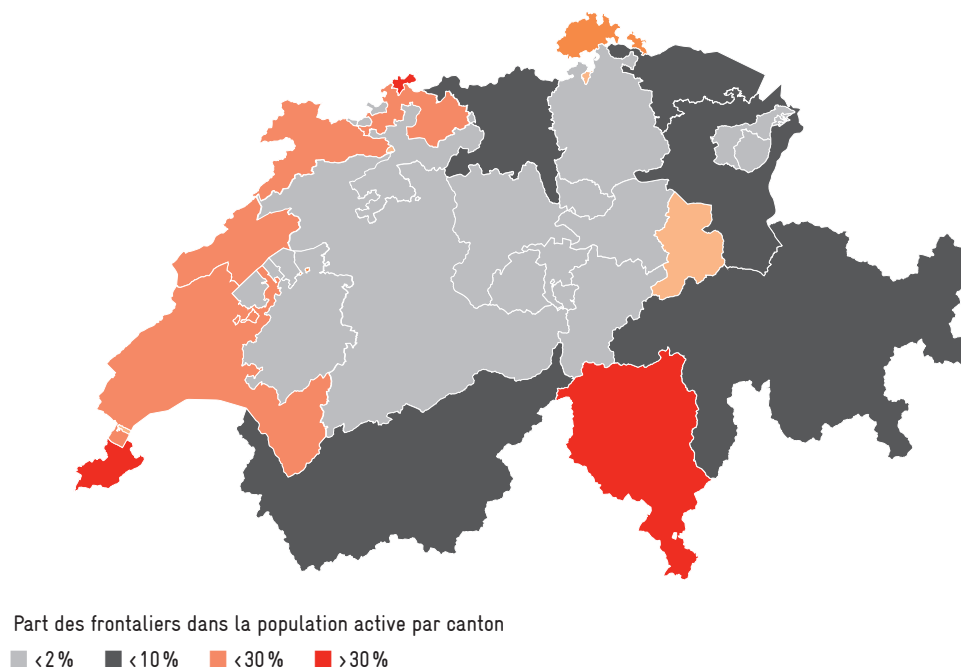 Part des frontaliers dans la population active par canton
<2% <10% <30% >30%